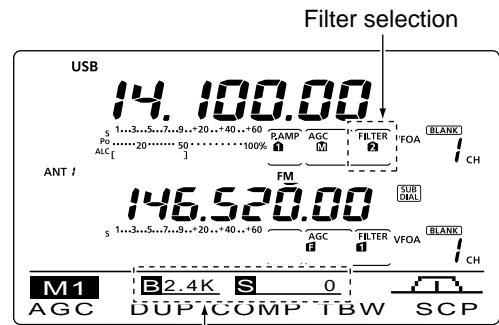 Filter selection
USB
14.100.00
S 1...3...5...7...9..+20..+40..+60 P.AMP AGC FILTER BLANK
Po ......20......50..........100% 1 M 2 VFOA 1 CH
ALC [ ]
ANT 1 FM
146.520.00 SUB DIAL
S 1...3...5...7...9..+20..+40..+60 AGC FILTER VFOA BLANK
F 1 1 CH
M1 B 2.4K S 0
AGC DUP COMP TBW SCP